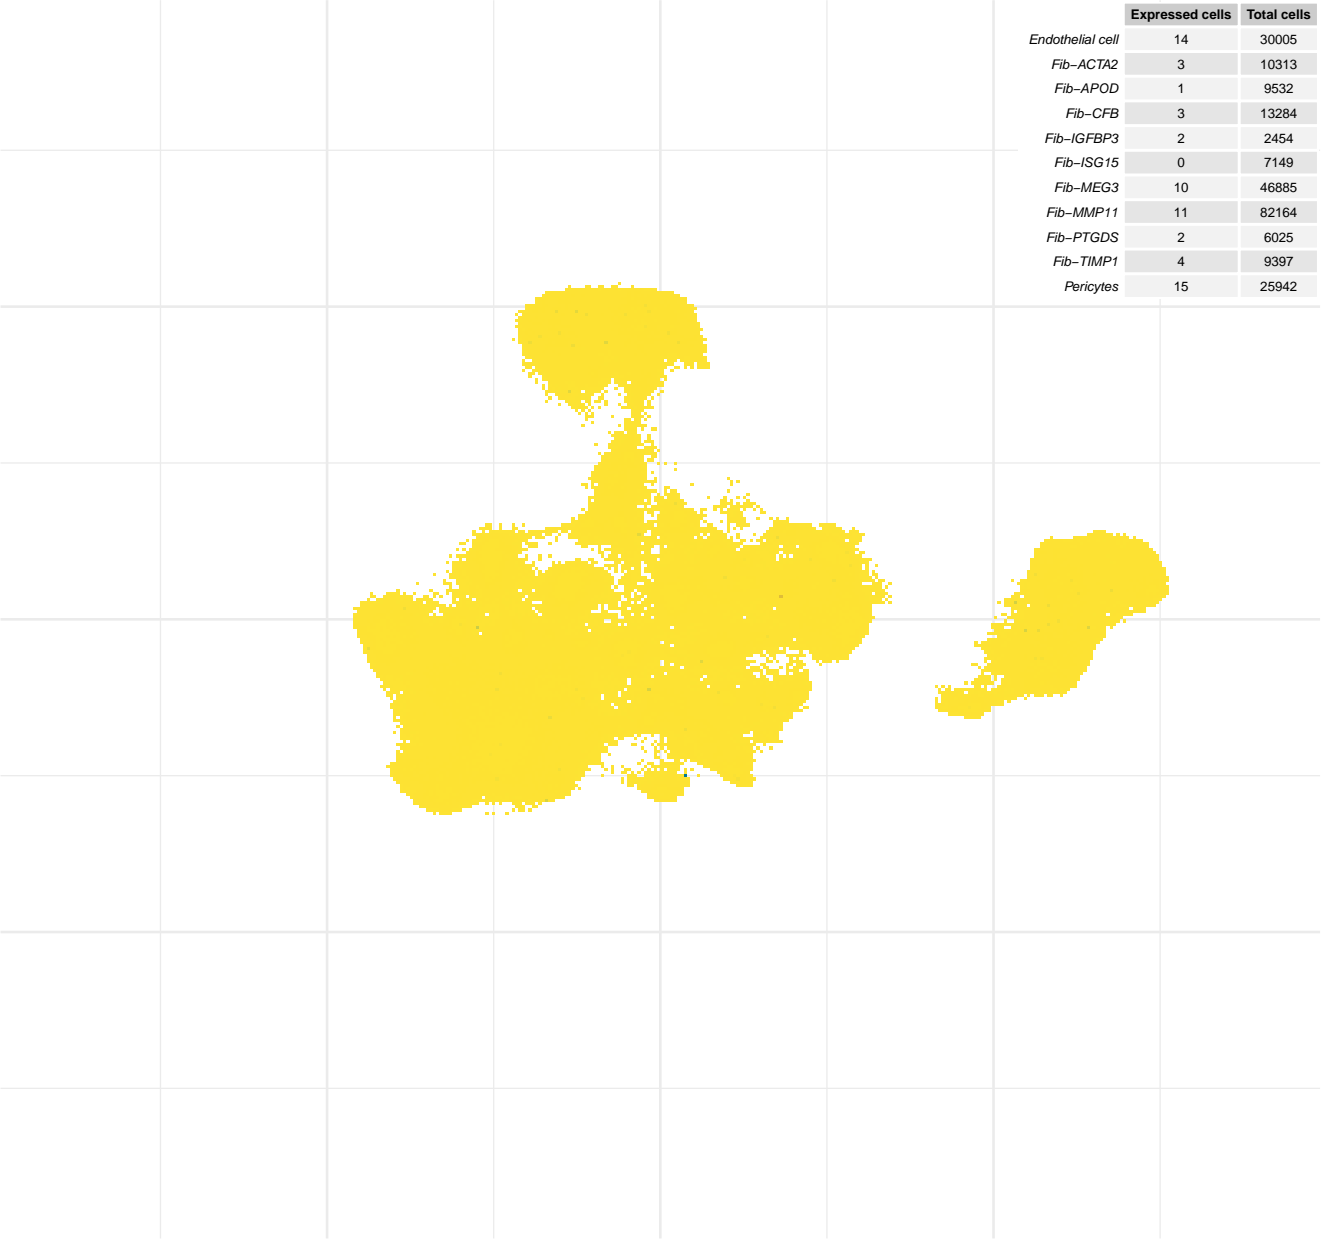 Expressed cells Total cells
Endothelial cell 14 30005
Fib−ACTA2 3 10313
Fib−APOD 1 9532
Fib−CFB 3 13284
Fib−IGFBP3 2 2454
Fib−ISG15 0 7149
Fib−MEG3 10 46885
Fib−MMP11 11 82164
Fib−PTGDS 2 6025
Fib−TIMP1 4 9397
Pericytes 15 25942